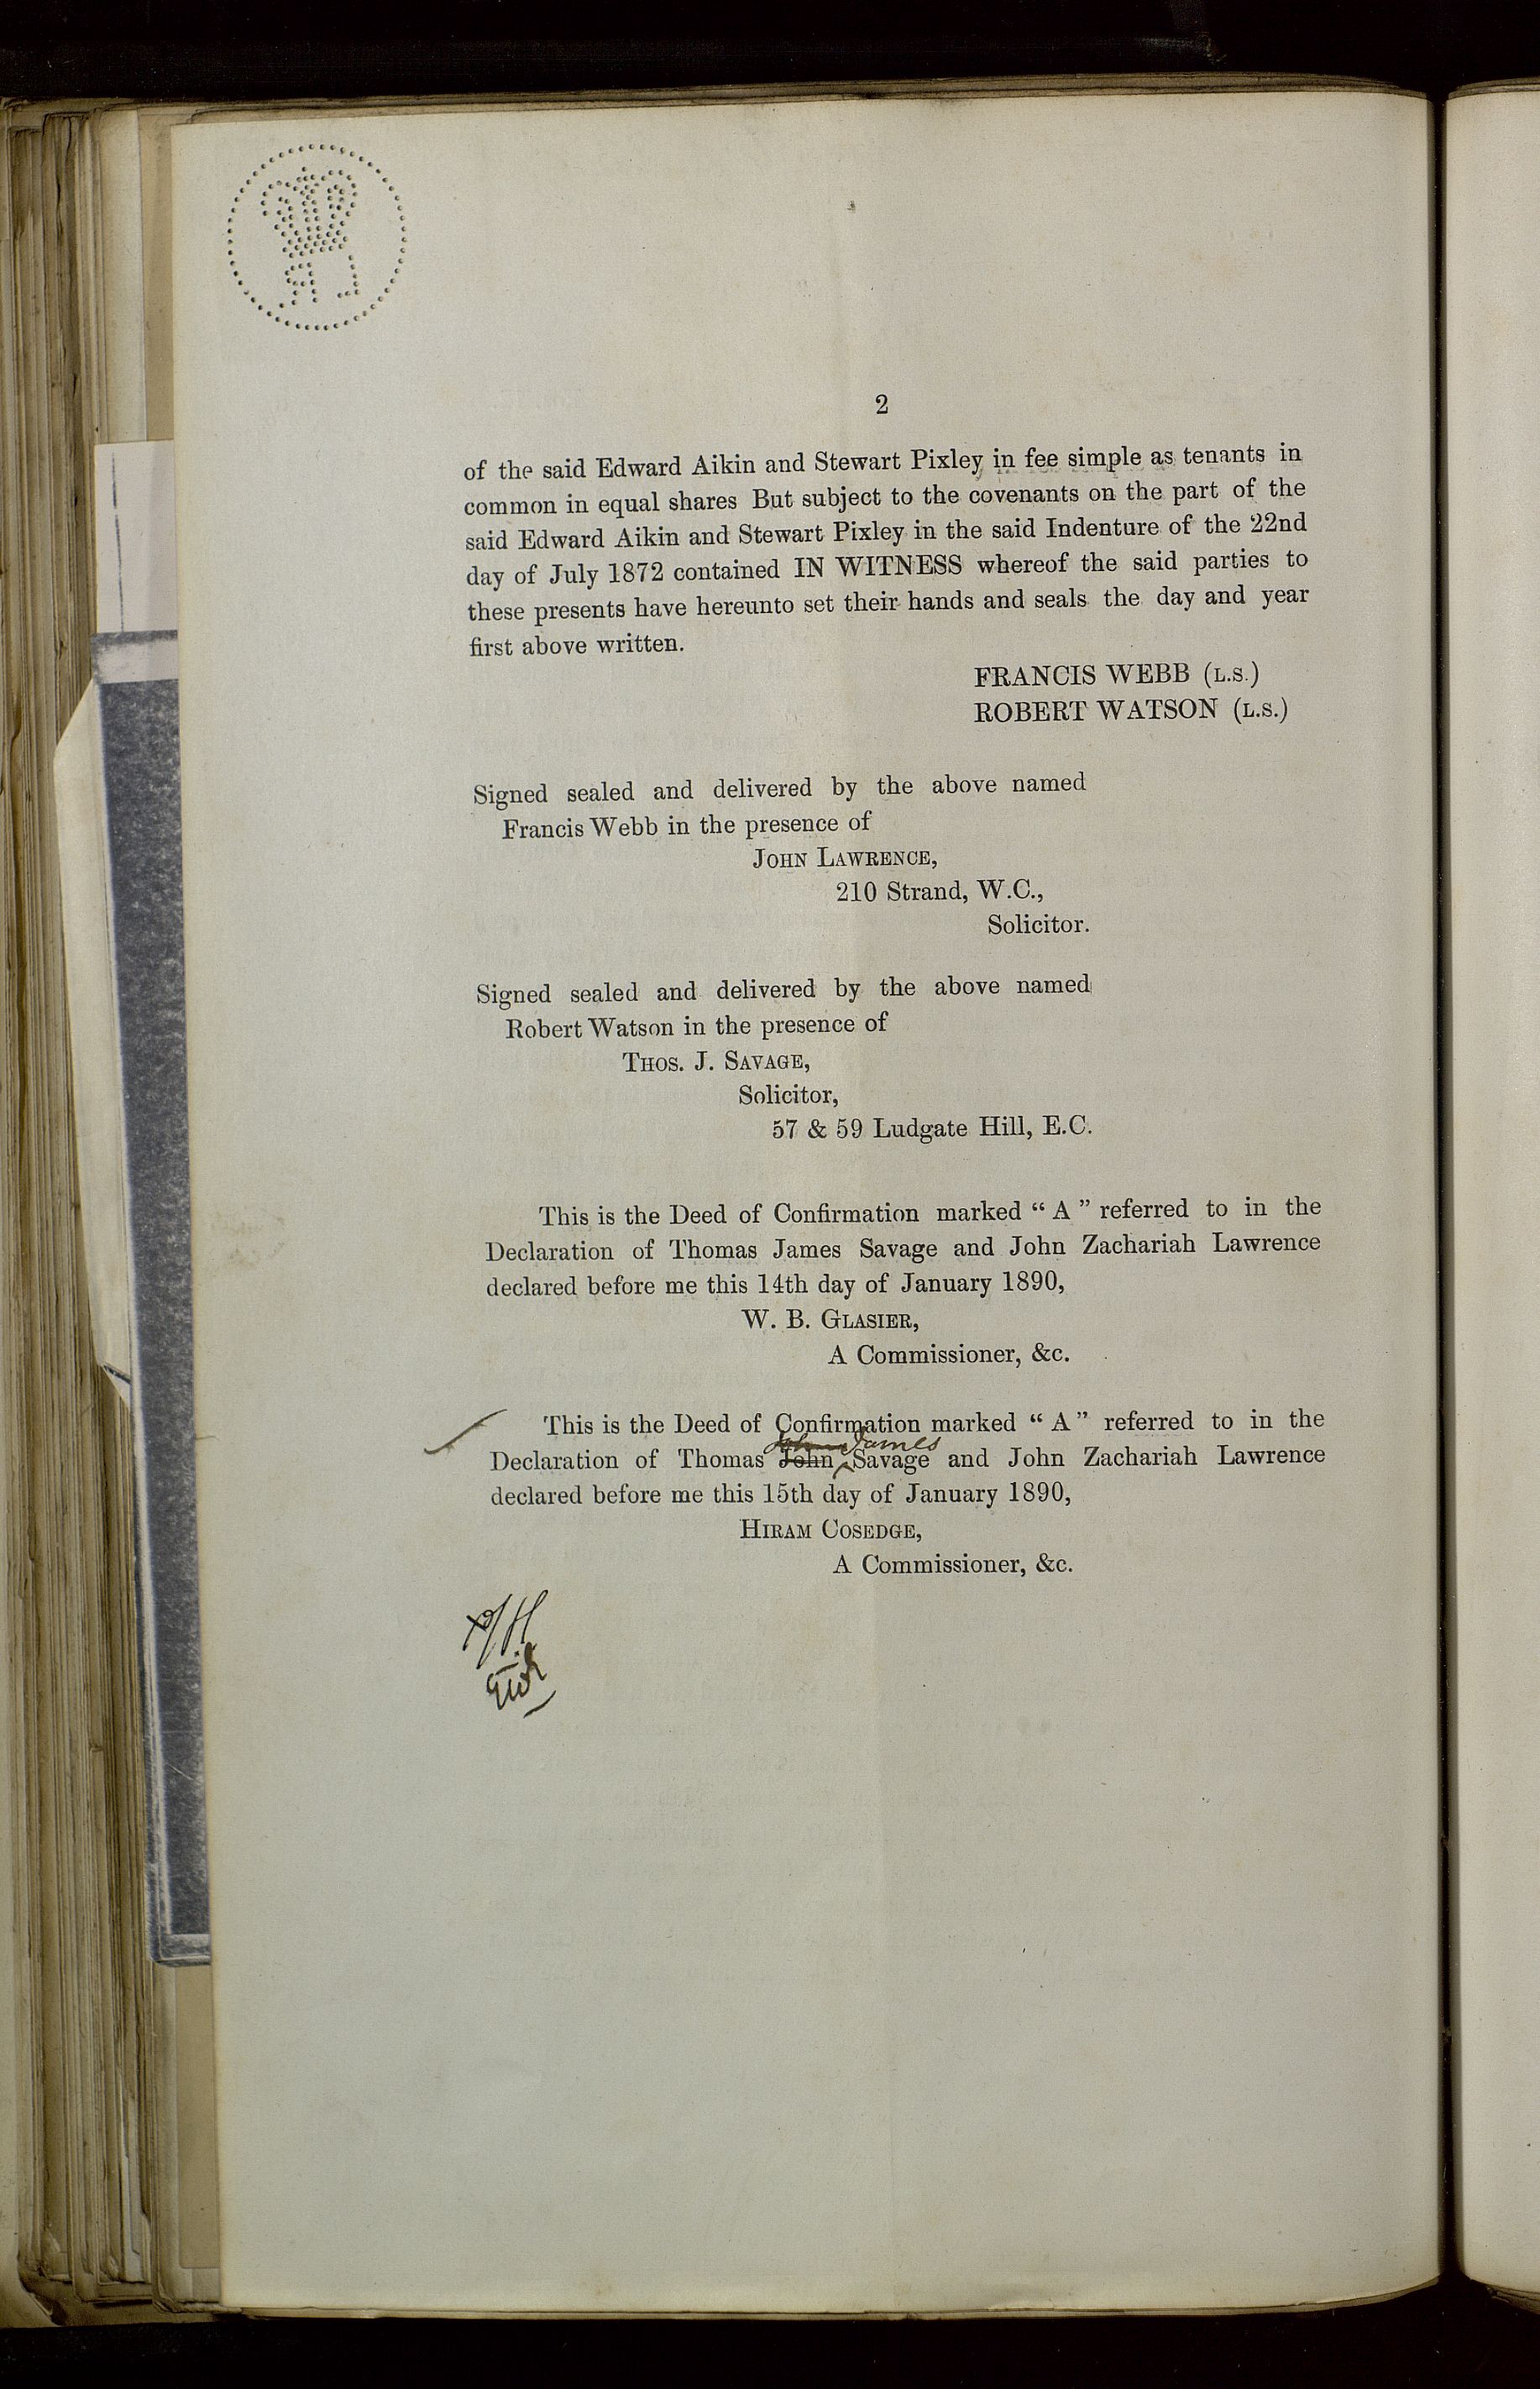 2
of the said Edward Aikin and Stewart Pixley in fee simple as tenants in
common in equal shares But subject to the covenants on the part of the
said Edward Aikin and Stewart Pixley in the said Indenture of the 22nd
day of July 1872 contained IN WITNESS whereof the said parties to
these presents have hereunto set their hands and seals the day and year
first above written.
FRANCIS WEBB (L.S.)
ROBERT WATSON (L.S.)
Signed sealed and delivered by the above named
Francis Webb in the presence of
JOHN LAWRENCE,
210 Strand, W.C.,
Solicitor.
Signed sealed and delivered by the above named
Robert Watson in the presence of
THOS. J. SAVAGE,
Solicitor,
57 & 59 Ludgate Hill, E.C.
This is the Deed of Confirmation marked “ A ” referred to in the
Declaration of Thomas James Savage and John Zachariah Lawrence
declared before me this 14th day of January 1890,
W. B. GLASIER,
A Commissioner, &c.
This is the Deed of Confirmation marked “ A ” referred to in the
John James
Declaration of Thomas John Savage and John Zachariah Lawrence
declared before me this 15th day of January 1890,
HIRAM COSEDGE,
A Commissioner, &c.